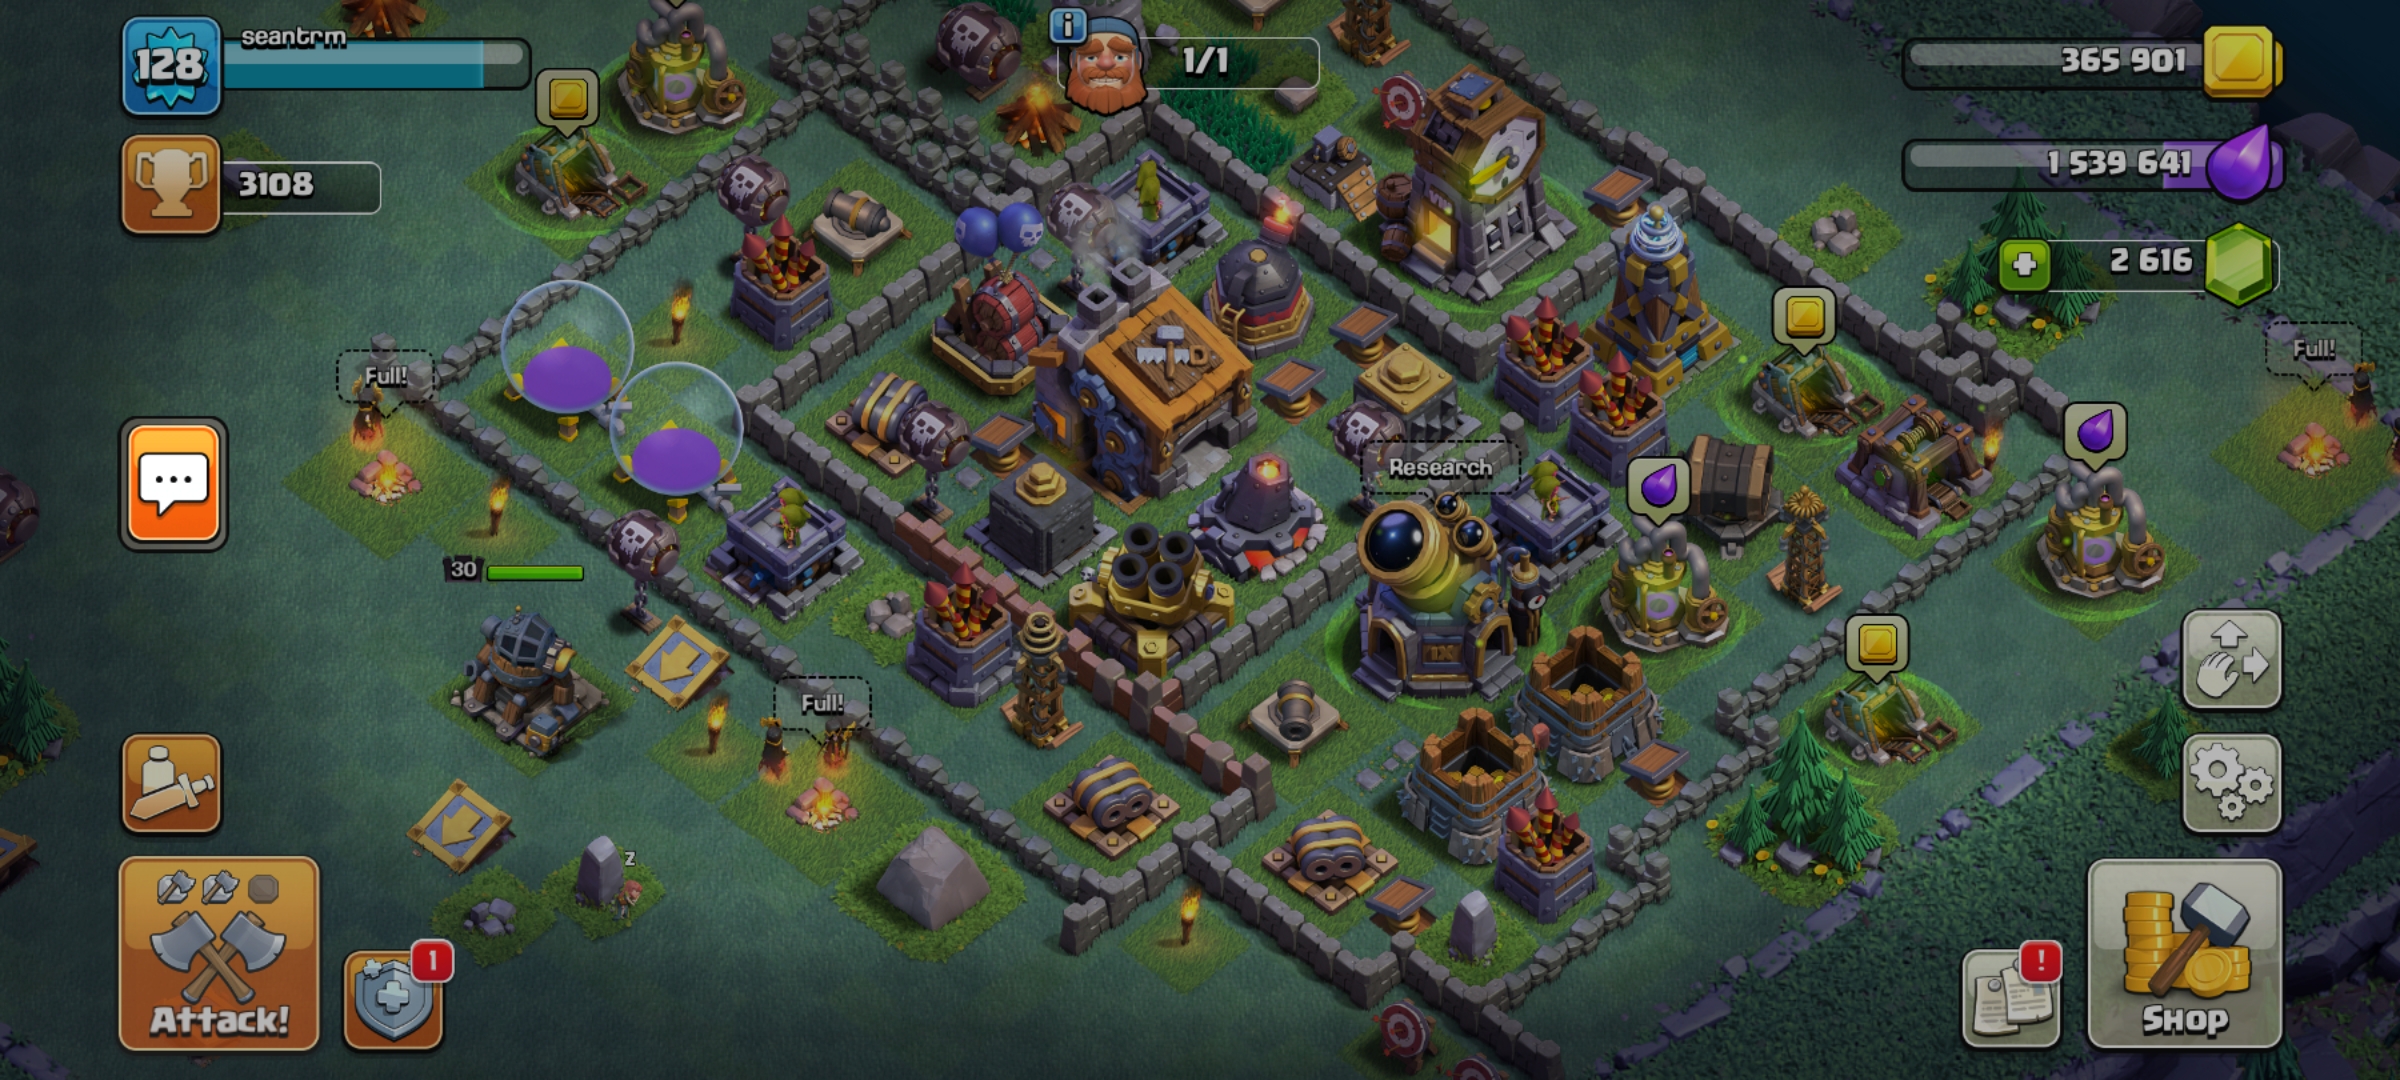 128
seantrm
i
1/1
365 901
3108
1 539 641
2 616
Full!
Full!
Research
30
Full!
1X
z
1
!
Attack!
SHOP